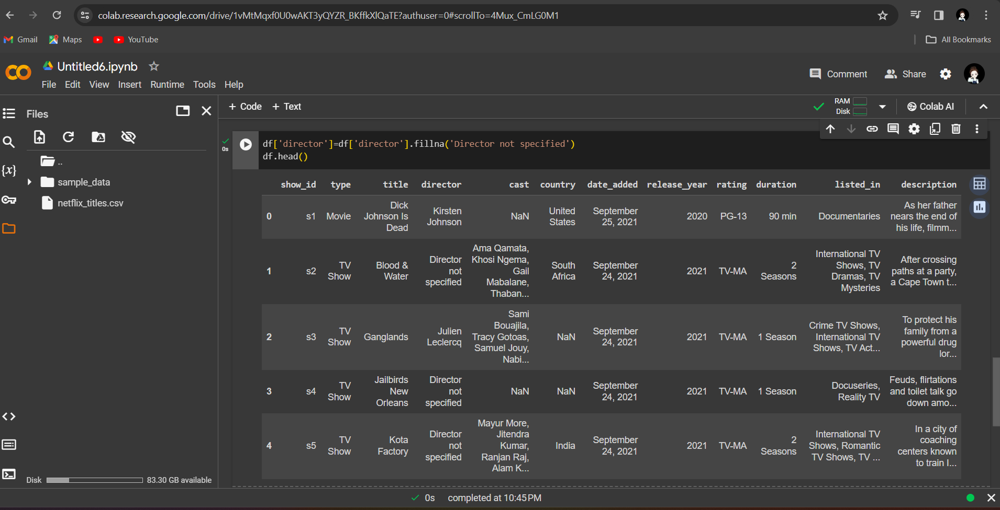 colab.research.google.com/drive/1vMtMqxf0U0wAKT3yQYZR_BKffkXlQaTE?authuser=0#scrollTo=4Mux_CmLG0M1
Gmail Maps YouTube All Bookmarks
Untitled6.ipynb
File Edit View Insert Runtime Tools Help
Comment Share
Files
+ Code + Text
RAM
Disk
Colab AI
{x}
..
sample_data
netflix_titles.csv
Disk 83.30 GB available
0s
df['director']=df['director'].fillna('Director not specified')
df.head()
show_id type title director cast country date_added release_year rating duration listed_in description
0 s1 Movie Dick Johnson Is Dead Kirsten Johnson NaN United States September 25, 2021 2020 PG-13 90 min Documentaries As her father nears the end of his life, filmm...
1 s2 TV Show Blood & Water Director not specified Ama Qamata, Khosi Ngema, Gail Mabalane, Thaban... South Africa September 24, 2021 2021 TV-MA 2 Seasons International TV Shows, TV Dramas, TV Mysteries After crossing paths at a party, a Cape Town t...
2 s3 TV Show Ganglands Julien Leclercq Sami Bouajila, Tracy Gotoas, Samuel Jouy, Nabi... NaN September 24, 2021 2021 TV-MA 1 Season Crime TV Shows, International TV Shows, TV Act... To protect his family from a powerful drug lor...
3 s4 TV Show Jailbirds New Orleans Director not specified NaN NaN September 24, 2021 2021 TV-MA 1 Season Docuseries, Reality TV Feuds, flirtations and toilet talk go down amo...
4 s5 TV Show Kota Factory Director not specified Mayur More, Jitendra Kumar, Ranjan Raj, Alam K... India September 24, 2021 2021 TV-MA 2 Seasons International TV Shows, Romantic TV Shows, TV ... In a city of coaching centers known to train I...
0s completed at 10:45 PM